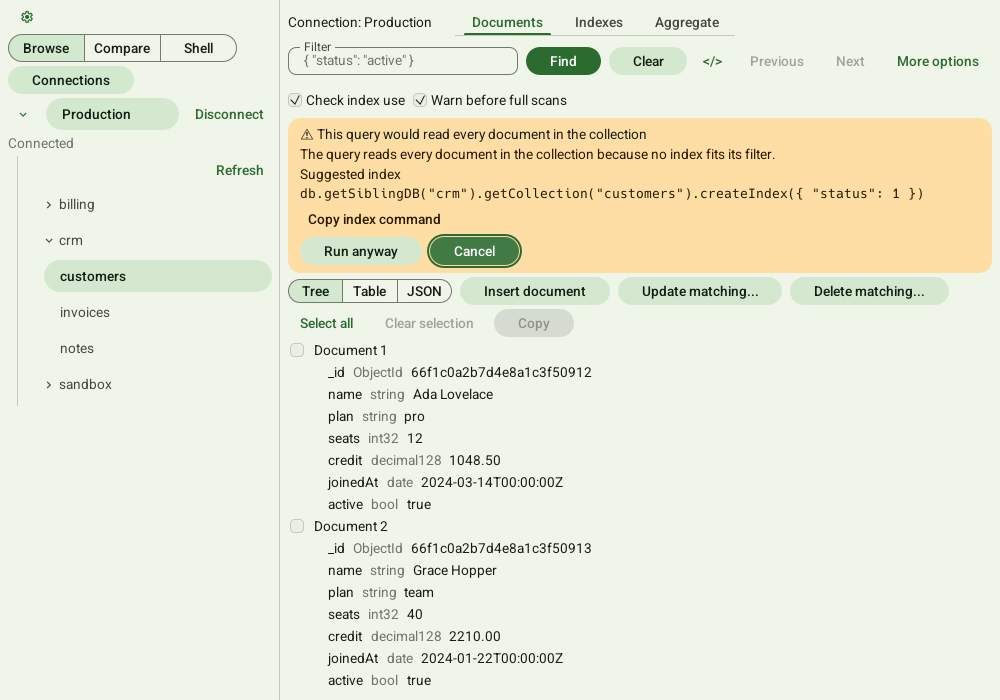 Browse Compare Shell
Connections
Production Disconnect
Connected
Refresh
billing
crm
customers
invoices
notes
sandbox
Connection: Production Documents Indexes Aggregate
Filter
{ "status": "active" } Find Clear </> Previous Next More options
Check index use Warn before full scans
⚠ This query would read every document in the collection
The query reads every document in the collection because no index fits its filter.
Suggested index
db.getSiblingDB("crm").getCollection("customers").createIndex({ "status": 1 })
Copy index command
Run anyway Cancel
Tree Table JSON Insert document Update matching... Delete matching...
Select all Clear selection Copy
Document 1
_id ObjectId 66f1c0a2b7d4e8a1c3f50912
name string Ada Lovelace
plan string pro
seats int32 12
credit decimal128 1048.50
joinedAt date 2024-03-14T00:00:00Z
active bool true
Document 2
_id ObjectId 66f1c0a2b7d4e8a1c3f50913
name string Grace Hopper
plan string team
seats int32 40
credit decimal128 2210.00
joinedAt date 2024-01-22T00:00:00Z
active bool true